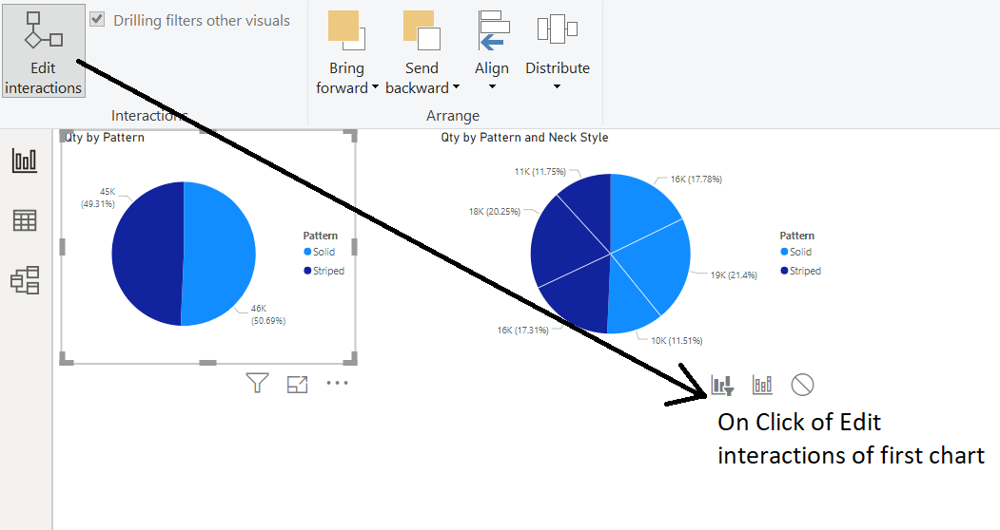 Drilling filters other visuals
Edit
interactions
Bring
forward
Send
backward
Align
Distribute
Interactions
Arrange
Qty by Pattern
45K
(49.31%)
46K
(50.69%)
Pattern
Solid
Striped
Qty by Pattern and Neck Style
11K (11.75%)
16K (17.78%)
18K (20.25%)
19K (21.4%)
16K (17.31%)
10K (11.51%)
Pattern
Solid
Striped
On Click of Edit
interactions of first chart